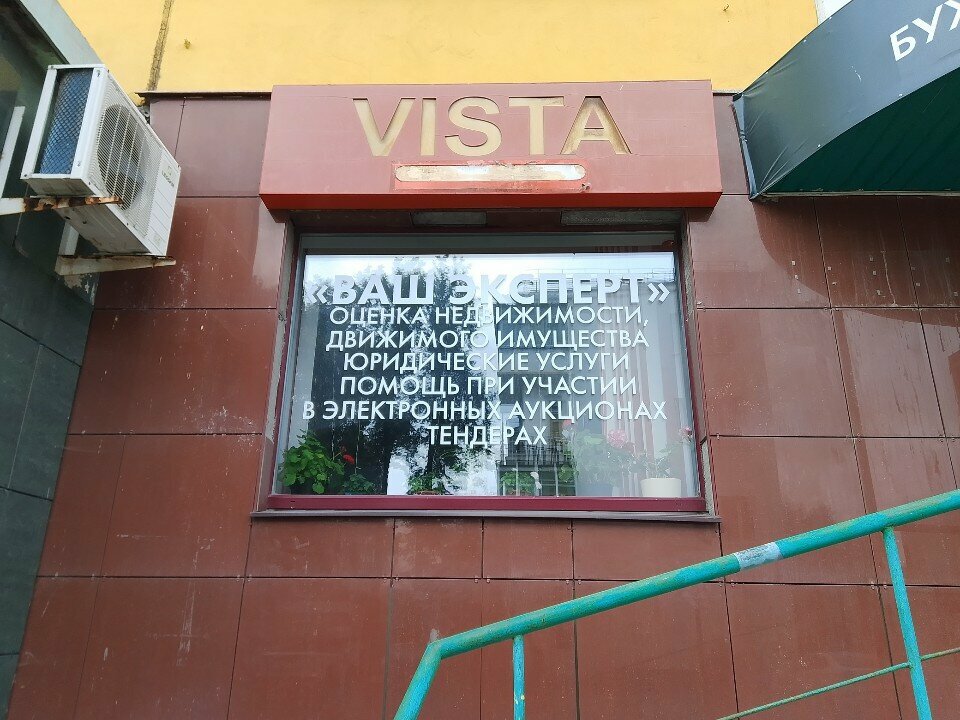 VISTA
«ВАШ ЭКСПЕРТ»
ОЦЕНКА НЕДВИЖИМОСТИ,
ДВИЖИМОГО ИМУЩЕСТВА
ЮРИДИЧЕСКИЕ УСЛУГИ
ПОМОЩЬ ПРИ УЧАСТИИ
В ЭЛЕКТРОННЫХ АУКЦИОНАХ
ТЕНДЕРАХ
БУХ